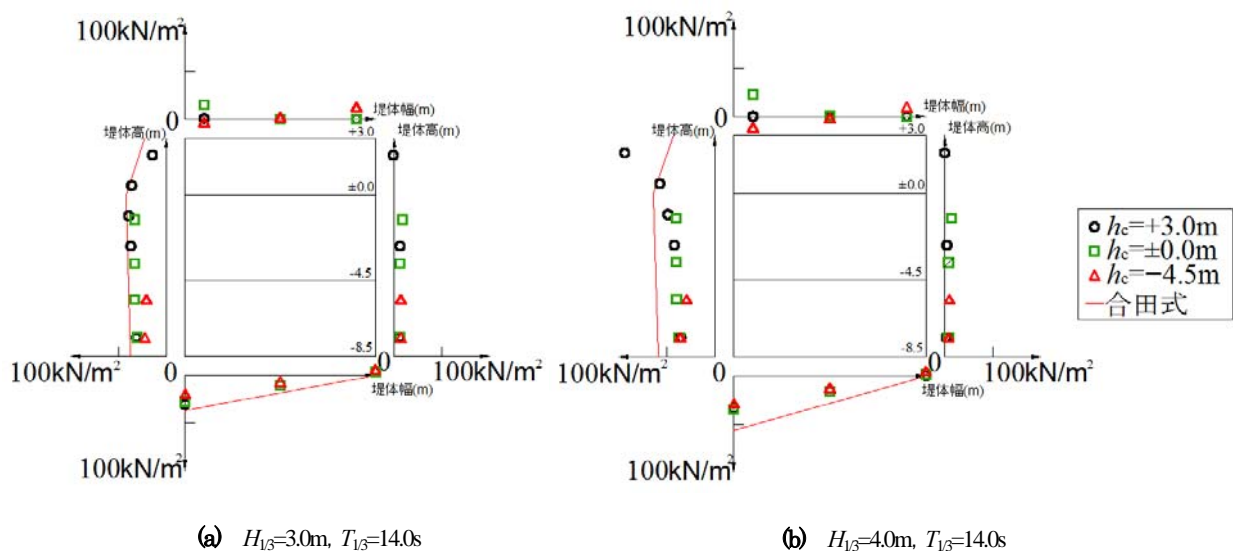 100kN/m²
0
堤体幅(m)
堤体高(m)
+3.0
堤体高(m)
±0.0
-4.5
-8.5
100kN/m²
0
0
100kN/m²
堤体幅(m)
100kN/m²
(a) H1/3=3.0m, T1/3=14.0s
100kN/m²
0
堤体幅(m)
堤体高(m)
+3.0
堤体高(m)
±0.0
-4.5
-8.5
100kN/m²
0
0
100kN/m²
堤体幅(m)
100kN/m²
(b) H1/3=4.0m, T1/3=14.0s
hc=+3.0m
hc=±0.0m
hc=−4.5m
合田式